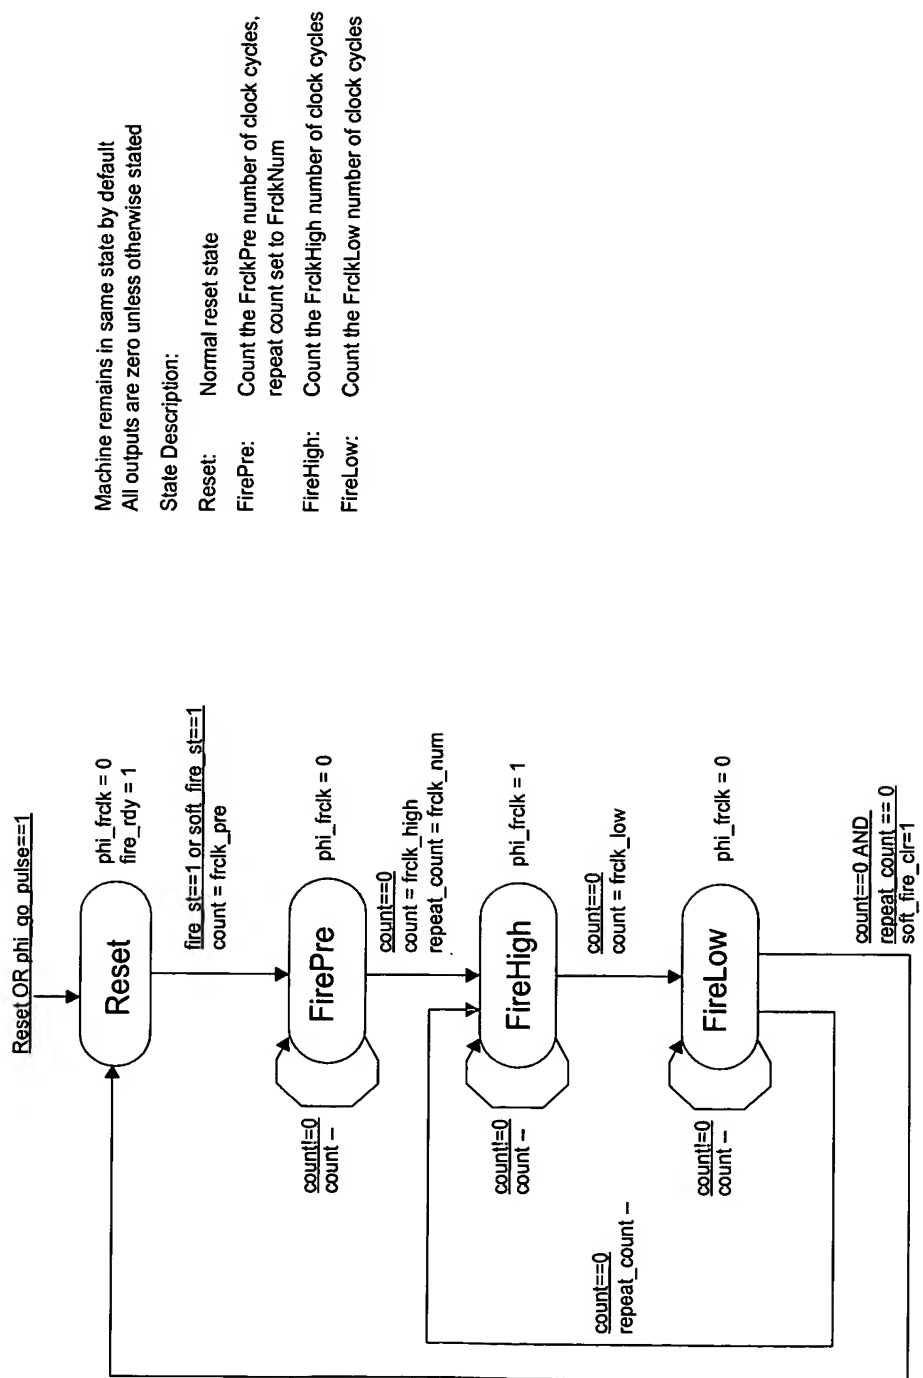 Reset OR phi_go_pulse==1
Reset
phi_frclk = 0
fire_rdy = 1
fire_st==1 or soft_fire_st==1
count = frclk_pre
FirePre
phi_frclk = 0
count!=0
count –
count==0
count = frclk_high
repeat_count = frclk_num
FireHigh
phi_frclk = 1
count!=0
count –
count==0
count = frclk_low
FireLow
phi_frclk = 0
count!=0
count –
count==0
repeat_count –
count==0 AND
repeat_count == 0
soft_fire_clr=1
Machine remains in same state by default
All outputs are zero unless otherwise stated
State Description:
Reset: Normal reset state
FirePre: Count the FrclkPre number of clock cycles,
repeat count set to FrclkNum
FireHigh: Count the FrclkHigh number of clock cycles
FireLow: Count the FrclkLow number of clock cycles